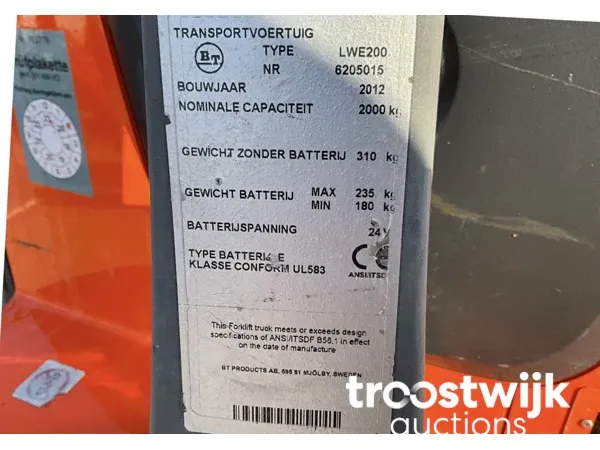 TRANSPORTVOERTUIG
BT TYPE LWE200
NR 6205015
BOUWJAAR 2012
NOMINALE CAPACITEIT 2000 kg
GEWICHT ZONDER BATTERIJ 310 kg
GEWICHT BATTERIJ MAX 235 kg
MIN 180 kg
BATTERIJSPANNING 24 V
TYPE BATTERIJ E
KLASSE CONFORM UL583
CE
ANSI/ITSDF
This Forklift truck meets or exceeds design
specifications of ANSI/ITSDF B56.1 in effect
on the date of manufacture
BT PRODUCTS AB, 595 81 MJÖLBY, SWEDEN
troostwijk
auctions